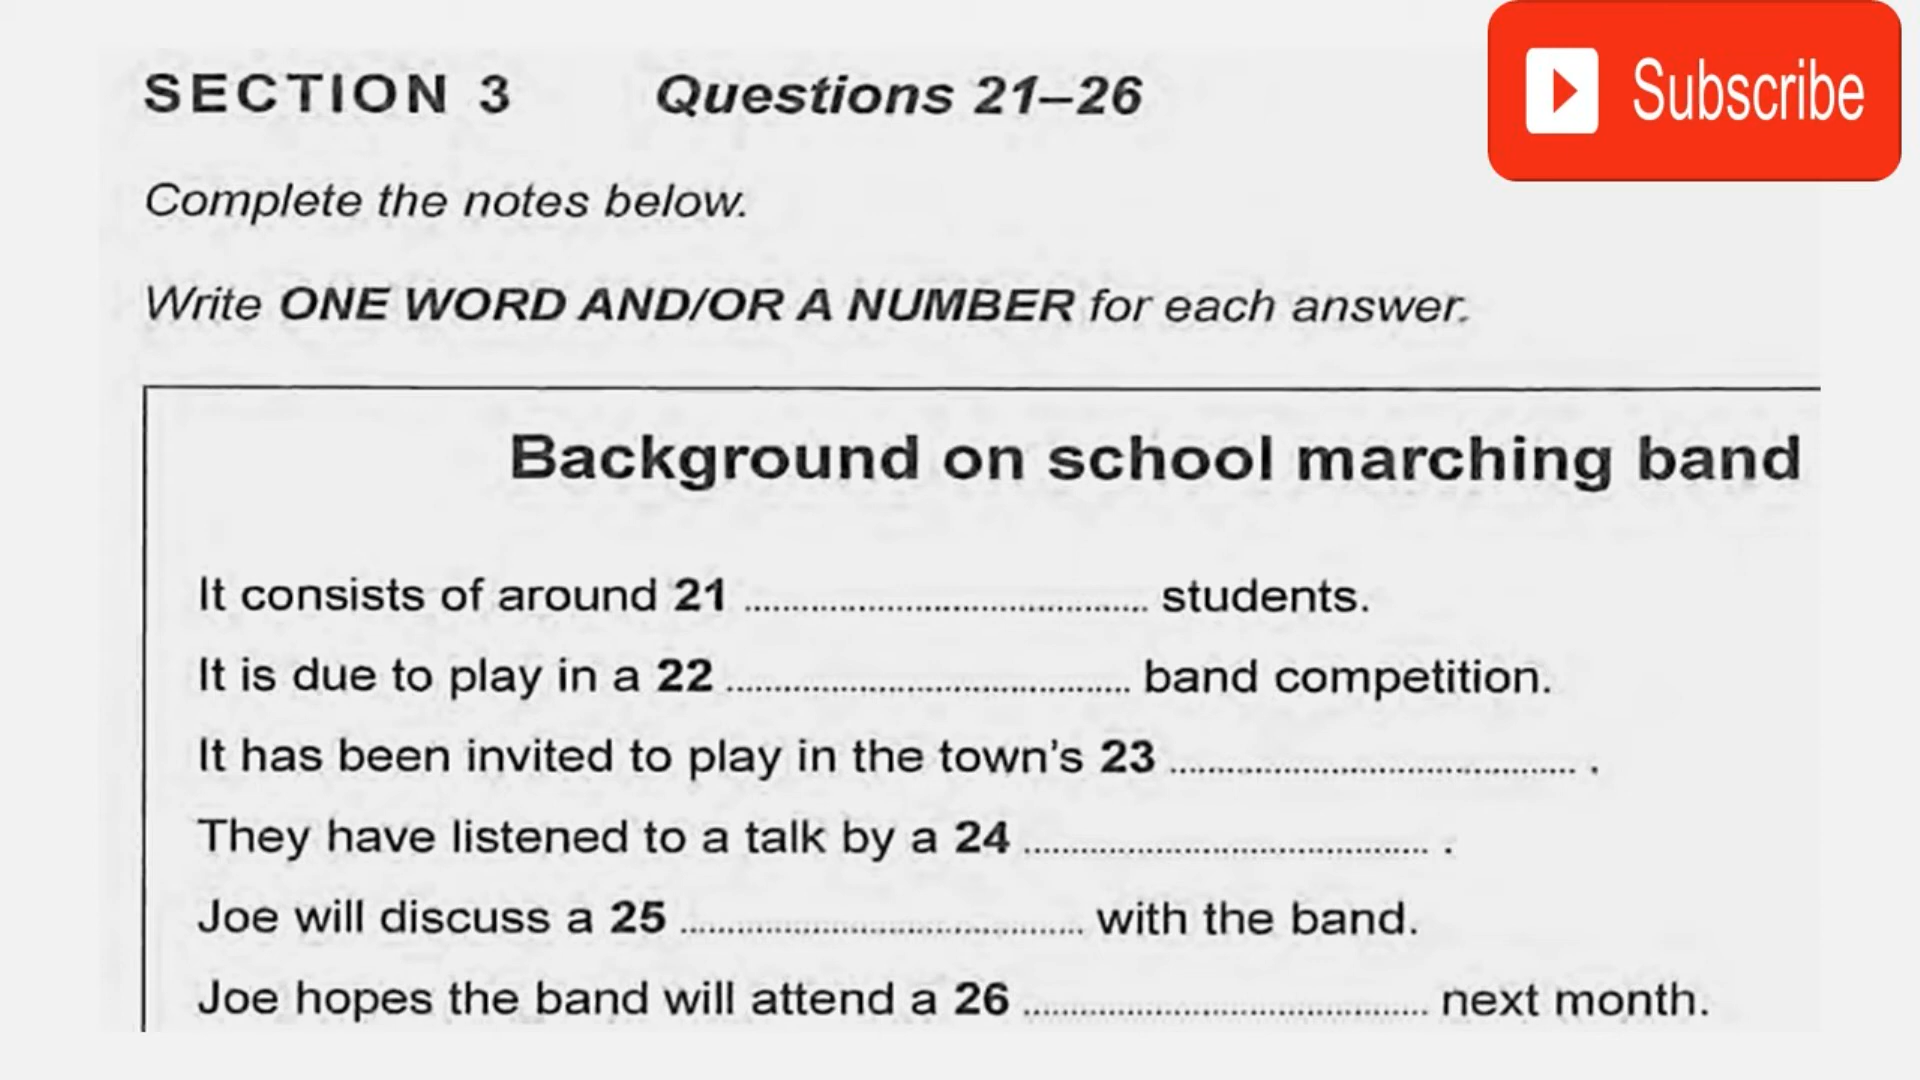 SECTION 3 Questions 21–26
Subscribe
Complete the notes below.
Write ONE WORD AND/OR A NUMBER for each answer.
Background on school marching band
It consists of around 21 ........................................ students.
It is due to play in a 22 ........................................ band competition.
It has been invited to play in the town's 23 ........................................ .
They have listened to a talk by a 24 ........................................ .
Joe will discuss a 25 ........................................ with the band.
Joe hopes the band will attend a 26 ........................................ next month.